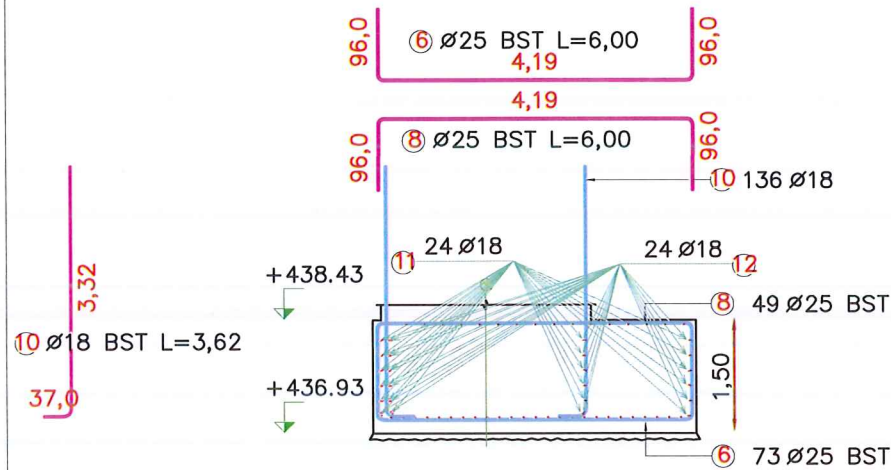 96,0
6 Ø25 BST L=6,00
96,0
4,19
4,19
96,0
8 Ø25 BST L=6,00
96,0
10 136 Ø18
3,32
11 24 Ø18
24 Ø18 12
+438.43
8 49 Ø25 BST
10 Ø18 BST L=3,62
1,50
37,0
+436.93
6 73 Ø25 BST